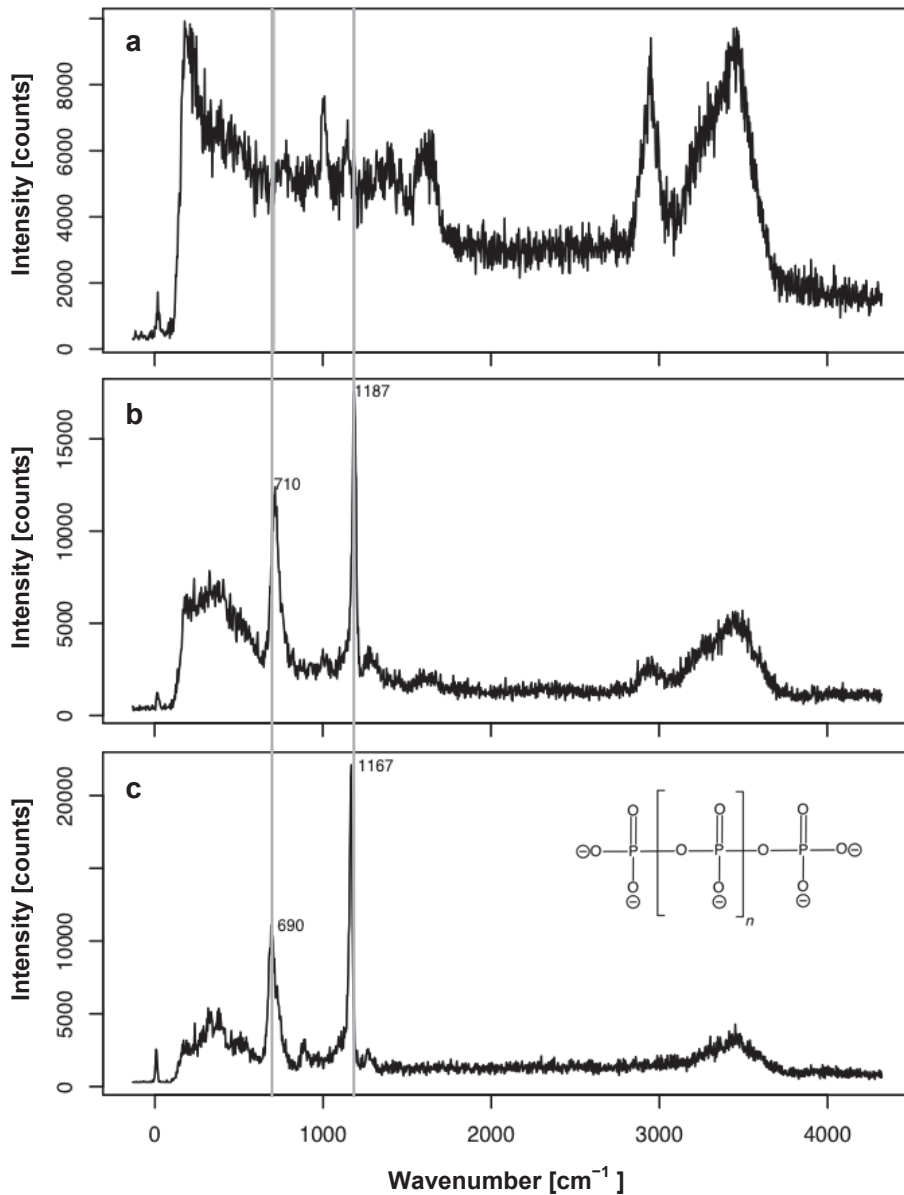 a
Intensity [counts]
0
2000
4000
6000
8000
b
Intensity [counts]
0
5000
10000
15000
710
1187
c
Intensity [counts]
0
5000
10000
20000
690
1167
O O O
⊖O P O P O P O⊖
O O O
⊖ ⊖ ⊖
n
0 1000 2000 3000 4000
Wavenumber [cm⁻¹ ]